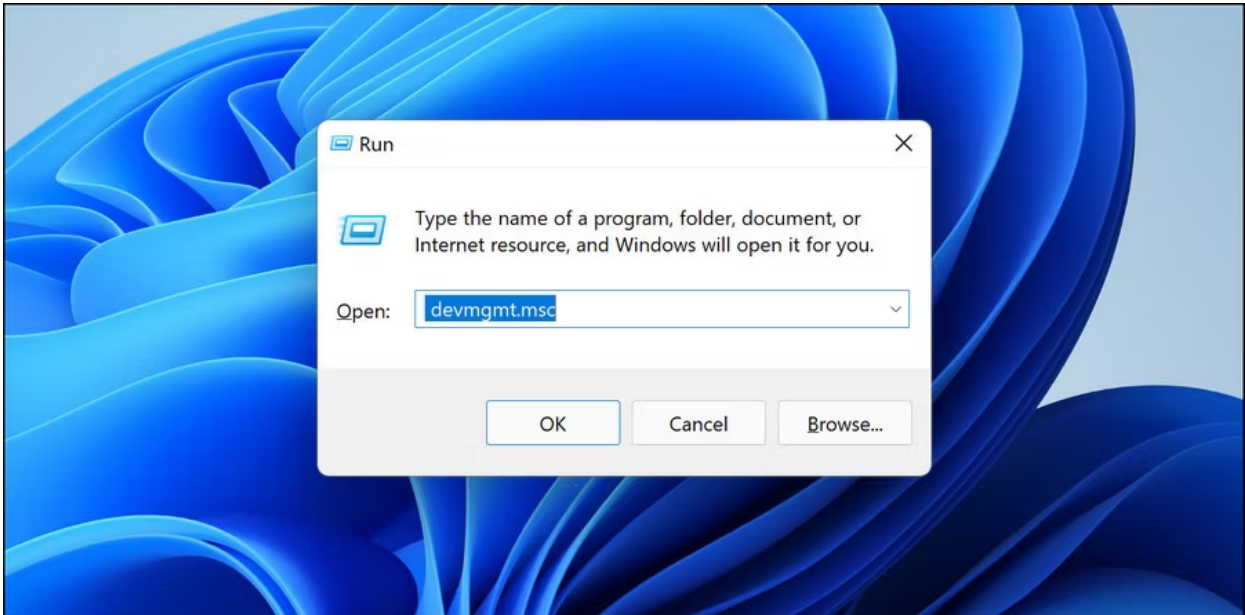 Run
Type the name of a program, folder, document, or
Internet resource, and Windows will open it for you.
Open: devmgmt.msc
OK Cancel Browse...